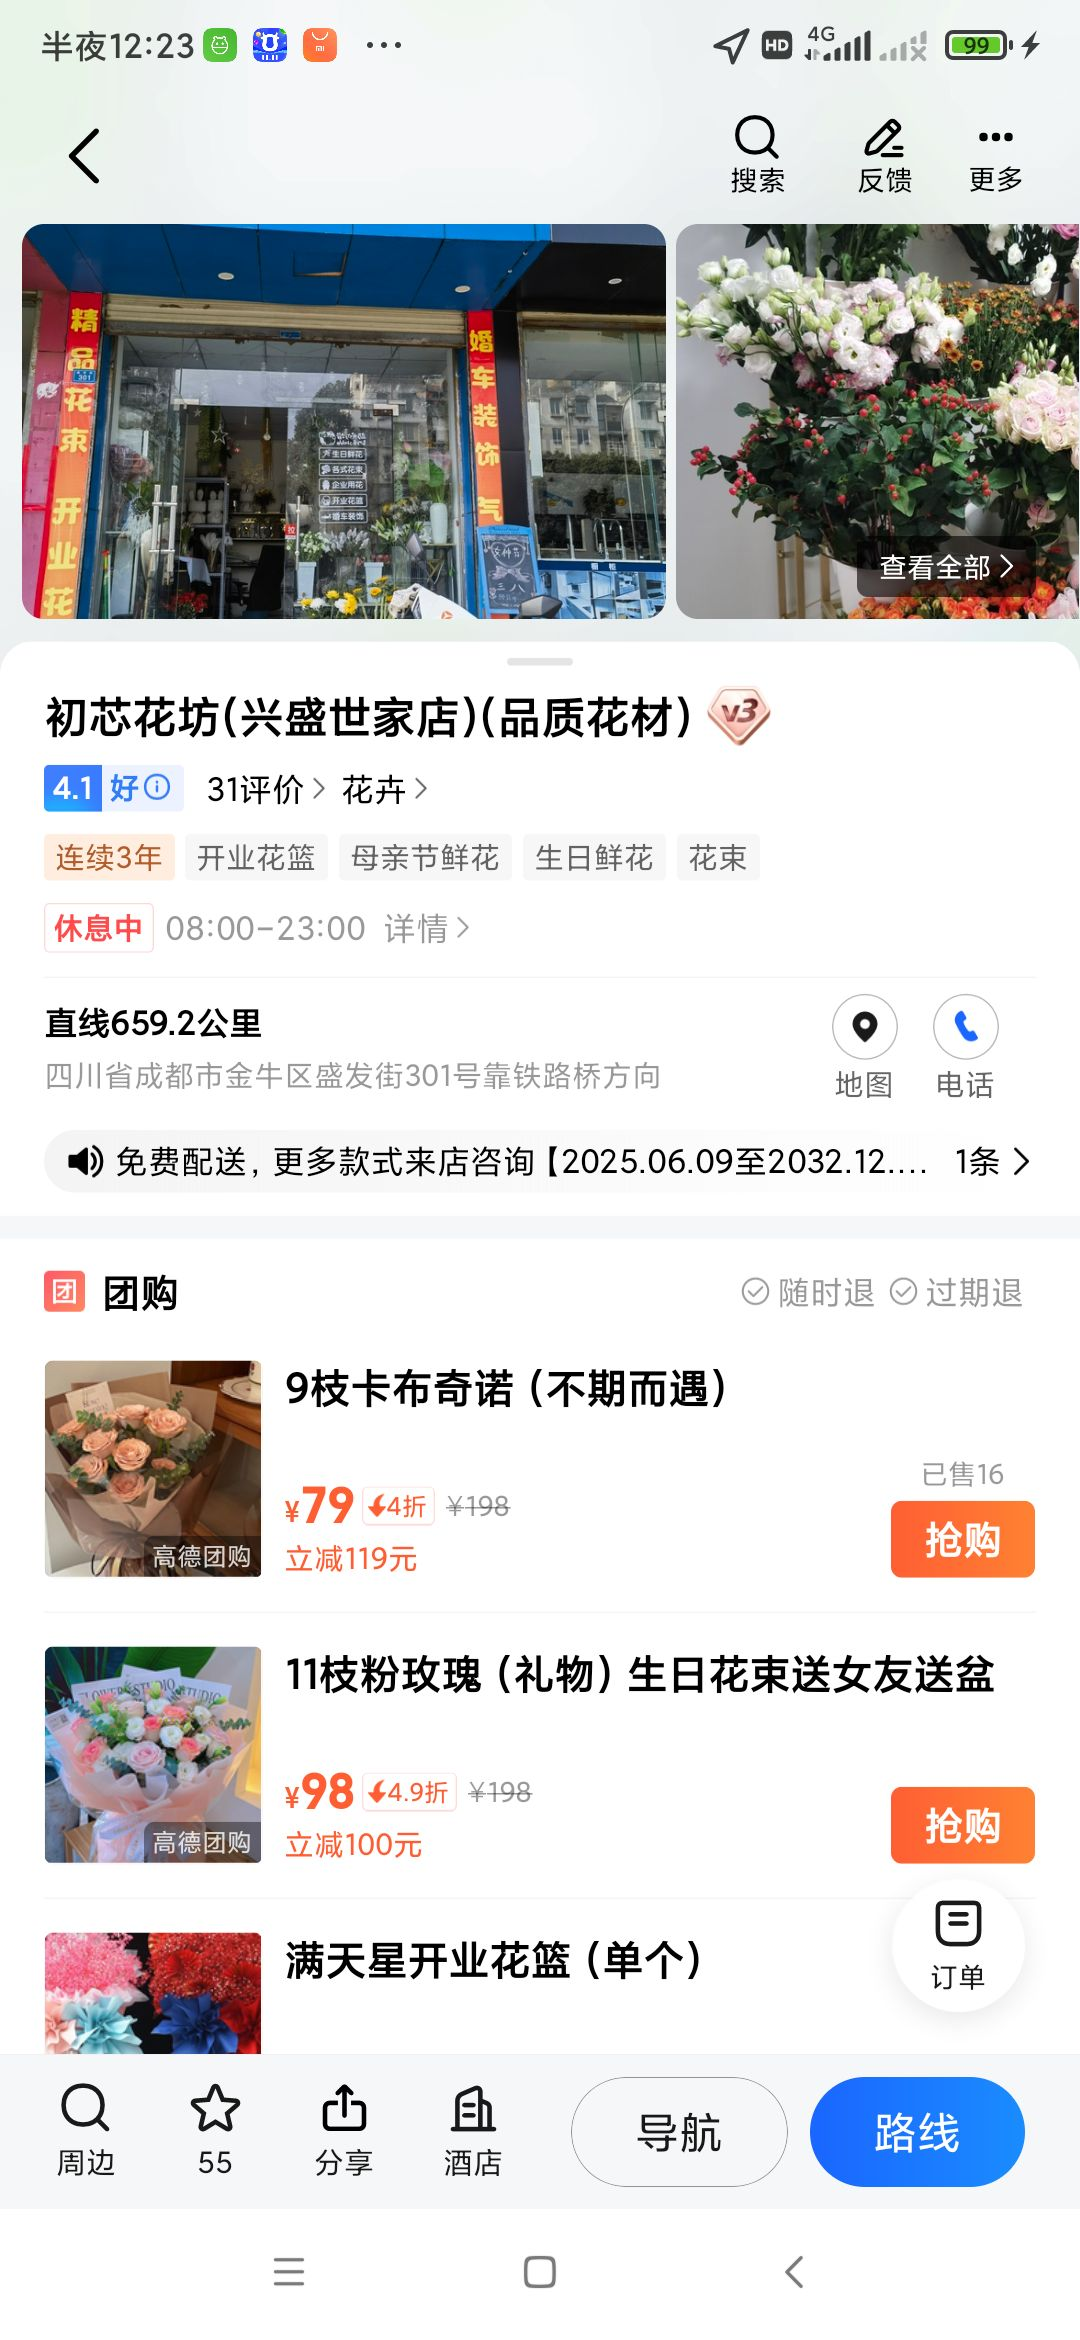 半夜12:23
HD 4G 99
搜索 反馈 更多
精品花束 开业花
301
婚车装饰 气
生日鲜花
各式花束
企业用花
开业花篮
婚车装饰
女神节
三八
橱柜
查看全部
初芯花坊(兴盛世家店)(品质花材) V3
4.1 好 31评价 花卉
连续3年 开业花篮 母亲节鲜花 生日鲜花 花束
休息中 08:00-23:00 详情
直线659.2公里
四川省成都市金牛区盛发街301号靠铁路桥方向
地图 电话
免费配送，更多款式来店咨询【2025.06.09至2032.12.... 1条
团 团购 随时退 过期退
9枝卡布奇诺（不期而遇）
已售16
¥79 4折 ¥198
抢购
立减119元
高德团购
11枝粉玫瑰（礼物）生日花束送女友送盆
¥98 4.9折 ¥198
抢购
立减100元
高德团购
满天星开业花篮（单个）
订单
周边 55 分享 酒店 导航 路线